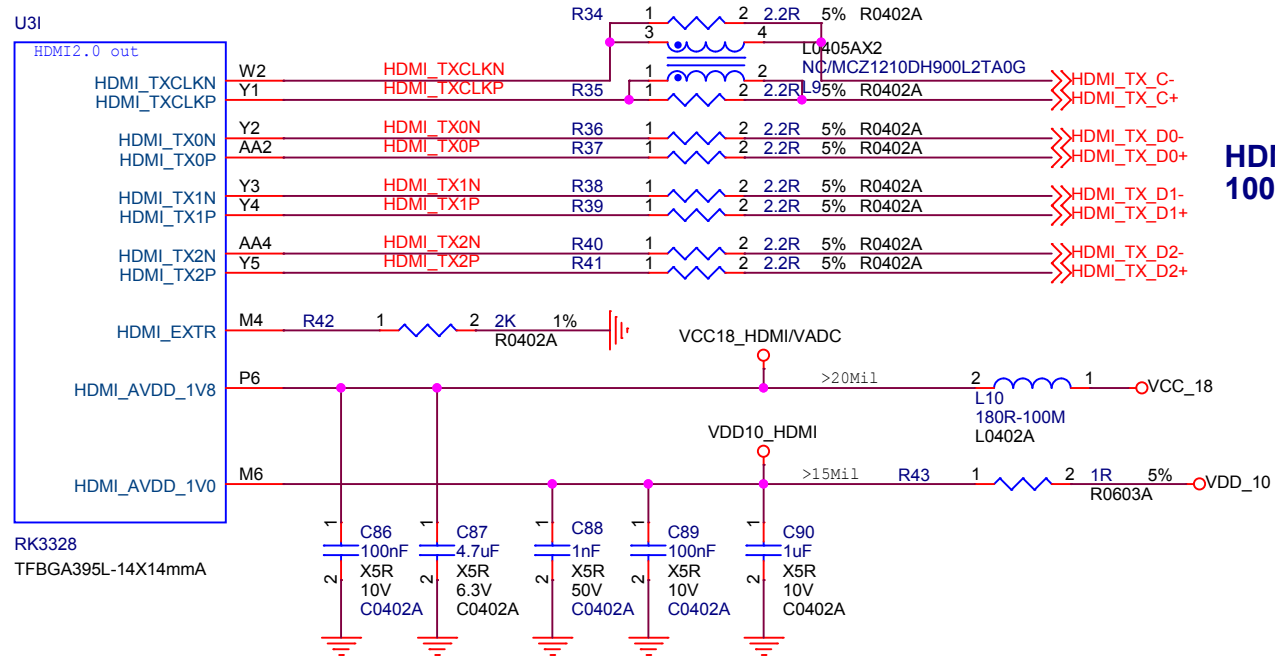 U3I
HDMI2.0 out
R34 1 2 2.2R 5% R0402A
3 4
L0405AX2
NC/MCZ1210DH900L2TA0G
HDMI_TXCLKN W2 HDMI_TXCLKN 1 2 HDMI_TX_C-
HDMI_TXCLKP Y1 HDMI_TXCLKP R35 1 2 2.2R L9 5% R0402A HDMI_TX_C+
HDMI_TX0N Y2 HDMI_TX0N R36 1 2 2.2R 5% R0402A HDMI_TX_D0-
HDMI_TX0P AA2 HDMI_TX0P R37 1 2 2.2R 5% R0402A HDMI_TX_D0+
HDI
100
HDMI_TX1N Y3 HDMI_TX1N R38 1 2 2.2R 5% R0402A HDMI_TX_D1-
HDMI_TX1P Y4 HDMI_TX1P R39 1 2 2.2R 5% R0402A HDMI_TX_D1+
HDMI_TX2N AA4 HDMI_TX2N R40 1 2 2.2R 5% R0402A HDMI_TX_D2-
HDMI_TX2P Y5 HDMI_TX2P R41 1 2 2.2R 5% R0402A HDMI_TX_D2+
HDMI_EXTR M4 R42 1 2 2K 1%
R0402A
VCC18_HDMI/VADC
HDMI_AVDD_1V8 P6 >20Mil 2 1 VCC_18
L10
180R-100M
L0402A
VDD10_HDMI
HDMI_AVDD_1V0 M6 >15Mil R43 1 2 1R 5% VDD_10
R0603A
RK3328
TFBGA395L-14X14mmA
1 2 C86
100nF
X5R
10V
C0402A
1 2 C87
4.7uF
X5R
6.3V
C0402A
1 2 C88
1nF
X5R
50V
C0402A
1 2 C89
100nF
X5R
10V
C0402A
1 2 C90
1uF
X5R
10V
C0402A